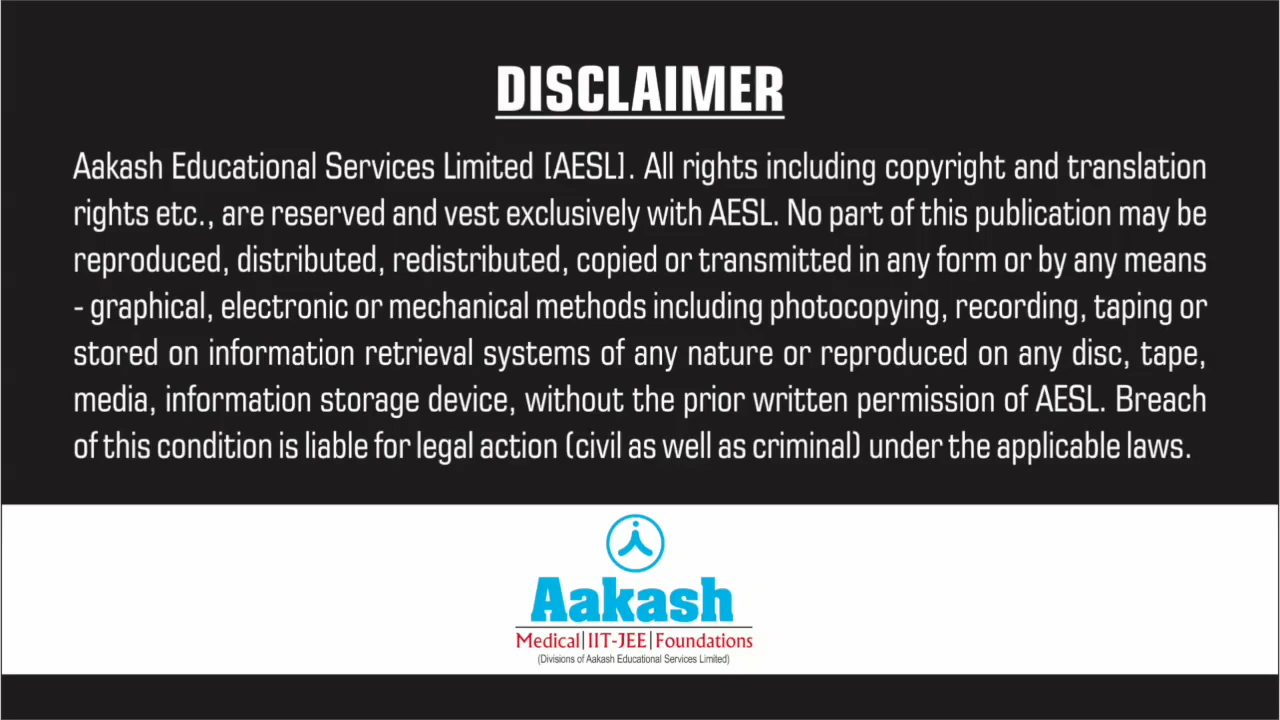 DISCLAIMER
Aakash Educational Services Limited [AESL]. All rights including copyright and translation
rights etc., are reserved and vest exclusively with AESL. No part of this publication may be
reproduced, distributed, redistributed, copied or transmitted in any form or by any means
- graphical, electronic or mechanical methods including photocopying, recording, taping or
stored on information retrieval systems of any nature or reproduced on any disc, tape,
media, information storage device, without the prior written permission of AESL. Breach
of this condition is liable for legal action (civil as well as criminal) under the applicable laws.
Aakash
Medical|IIT-JEE|Foundations
(Divisions of Aakash Educational Services Limited)